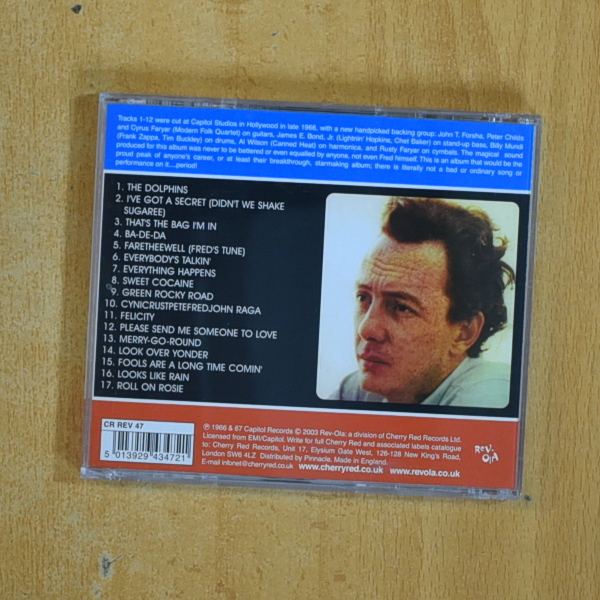 Tracks 1-12 were cut at Capitol Studios in Hollywood in late 1966, with a new handpicked backing group: John T. Forsha, Peter Childs
and Cyrus Faryar (Modern Folk Quartet) on guitars, James E. Bond, Jr. (Lightnin' Hopkins, Chet Baker) on stand-up bass, Billy Mundi
(Frank Zappa, Tim Buckley) on drums, Al Wilson (Canned Heat) on harmonica, and Rusty Faryar on cymbals. The magical sound
produced for this album was never to be bettered or even equalled by anyone, not even Fred himself. This is an album that would be the
proud peak of anyone's career, or at least their breakthrough, starmaking album; there is literally not a bad or ordinary song or
performance on it....period!
1. THE DOLPHINS
2. I'VE GOT A SECRET (DIDN'T WE SHAKE
SUGAREE)
3. THAT'S THE BAG I'M IN
4. BA-DE-DA
5. FARETHEEWELL (FRED'S TUNE)
6. EVERYBODY'S TALKIN'
7. EVERYTHING HAPPENS
8. SWEET COCAINE
9. GREEN ROCKY ROAD
10. CYNICRUSTPETEFREDJOHN RAGA
11. FELICITY
12. PLEASE SEND ME SOMEONE TO LOVE
13. MERRY-GO-ROUND
14. LOOK OVER YONDER
15. FOOLS ARE A LONG TIME COMIN'
16. LOOKS LIKE RAIN
17. ROLL ON ROSIE
CR REV 47
5 013929 434721
℗ 1966 & 67 Capitol Records © 2003 Rev-Ola: a division of Cherry Red Records Ltd.
Licensed from EMI/Capitol. Write for full Cherry Red and associated labels catalogue
to: Cherry Red Records, Unit 17, Elysium Gate West, 126-128 New King's Road,
London SW6 4LZ Distributed by Pinnacle. Made in England.
E-mail infonet@cherryred.co.uk www.cherryred.co.uk www.revola.co.uk
REV-
OLA